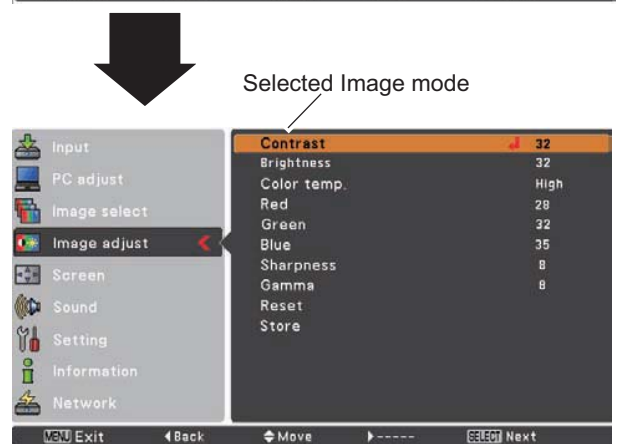 Selected Image mode
Input
PC adjust
Image select
Image adjust
Screen
Sound
Setting
Information
Network
Contrast 32
Brightness 32
Color temp. High
Red 28
Green 32
Blue 35
Sharpness 8
Gamma 8
Reset
Store
MENU Exit
Back
Move
-----
SELECT Next